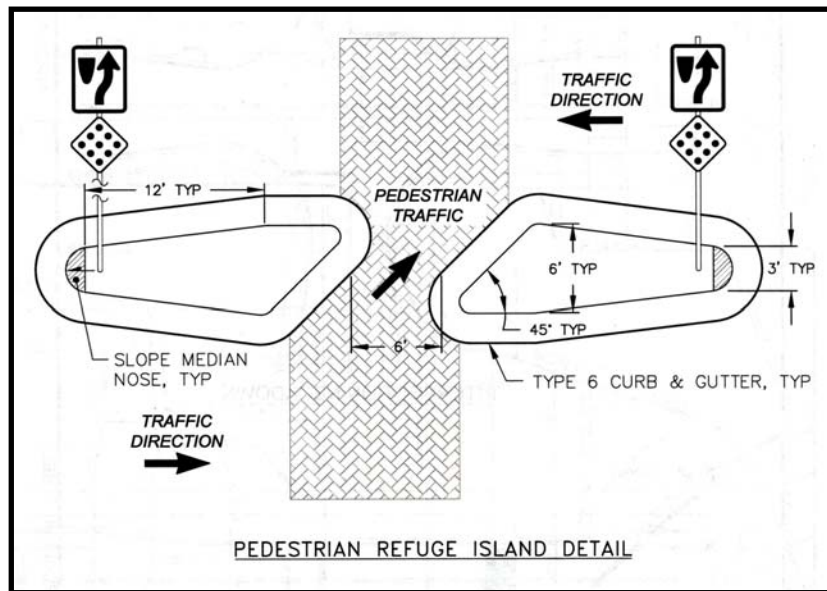 TRAFFIC
DIRECTION
12' TYP
PEDESTRIAN
TRAFFIC
6' TYP
3' TYP
45° TYP
6'
SLOPE MEDIAN
NOSE, TYP
TYPE 6 CURB & GUTTER, TYP
TRAFFIC
DIRECTION
PEDESTRIAN REFUGE ISLAND DETAIL